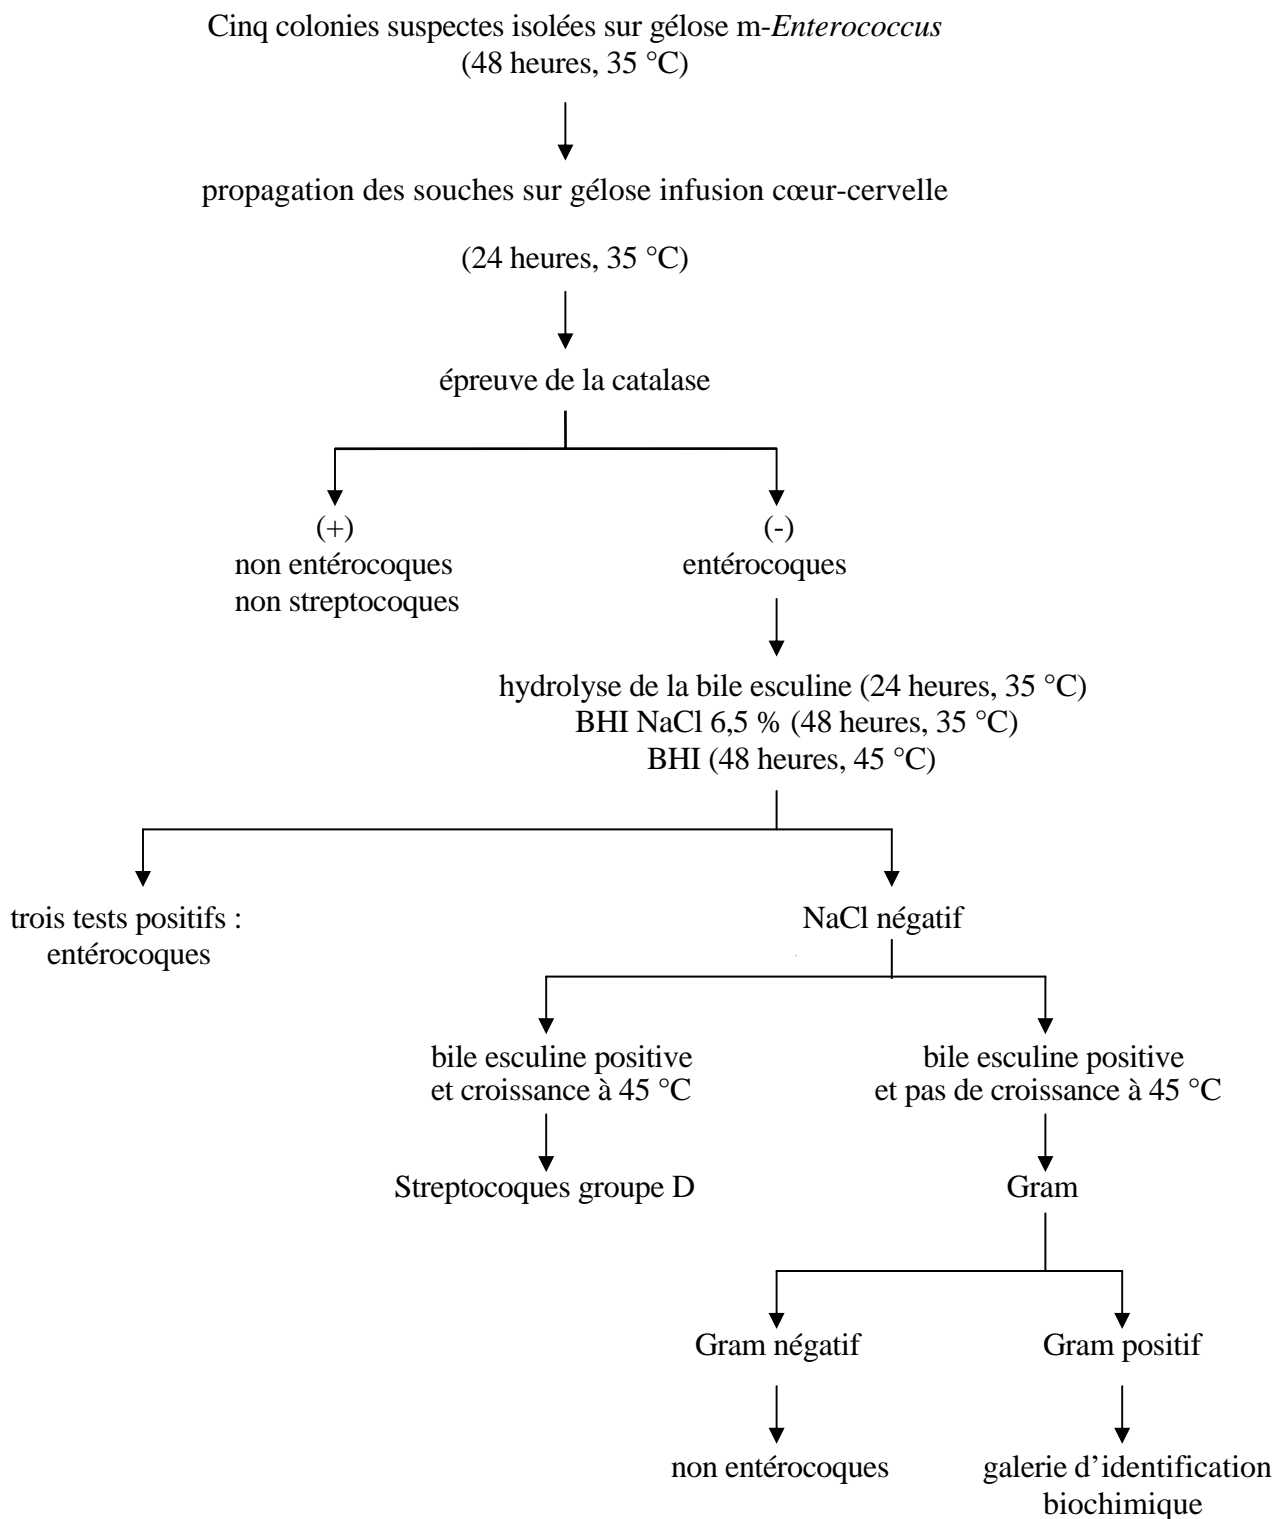 Cinq colonies suspectes isolées sur gélose m-Enterococcus
(48 heures, 35 °C)
propagation des souches sur gélose infusion cœur-cervelle
(24 heures, 35 °C)
épreuve de la catalase
(+)
non entérocoques
non streptocoques
(-)
entérocoques
hydrolyse de la bile esculine (24 heures, 35 °C)
BHI NaCl 6,5 % (48 heures, 35 °C)
BHI (48 heures, 45 °C)
trois tests positifs :
entérocoques
NaCl négatif
bile esculine positive
et croissance à 45 °C
bile esculine positive
et pas de croissance à 45 °C
Streptocoques groupe D
Gram
Gram négatif
Gram positif
non entérocoques
galerie d’identification
biochimique